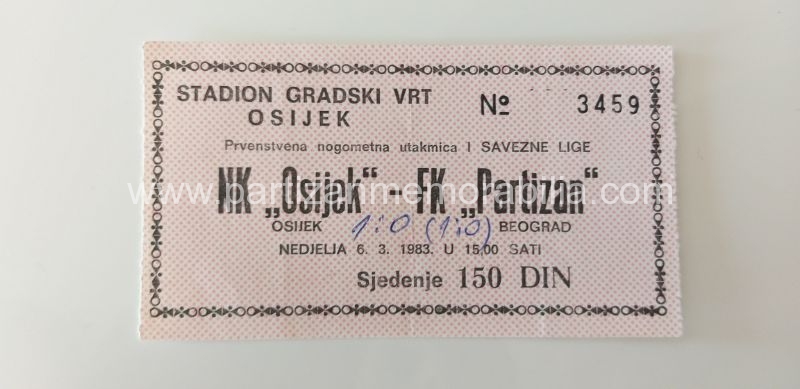 STADION GRADSKI VRT
OSIJEK
№ 3459
Prvenstvena nogometna utakmica I SAVEZNE LIGE
NK „Osijek“ - FK „Partizan“
www.partizanmemorabilia.com
OSIJEK 1:0 (1:0) BEOGRAD
NEDJELJA 6. 3. 1983. U 15,00 SATI
Sjedenje 150 DIN